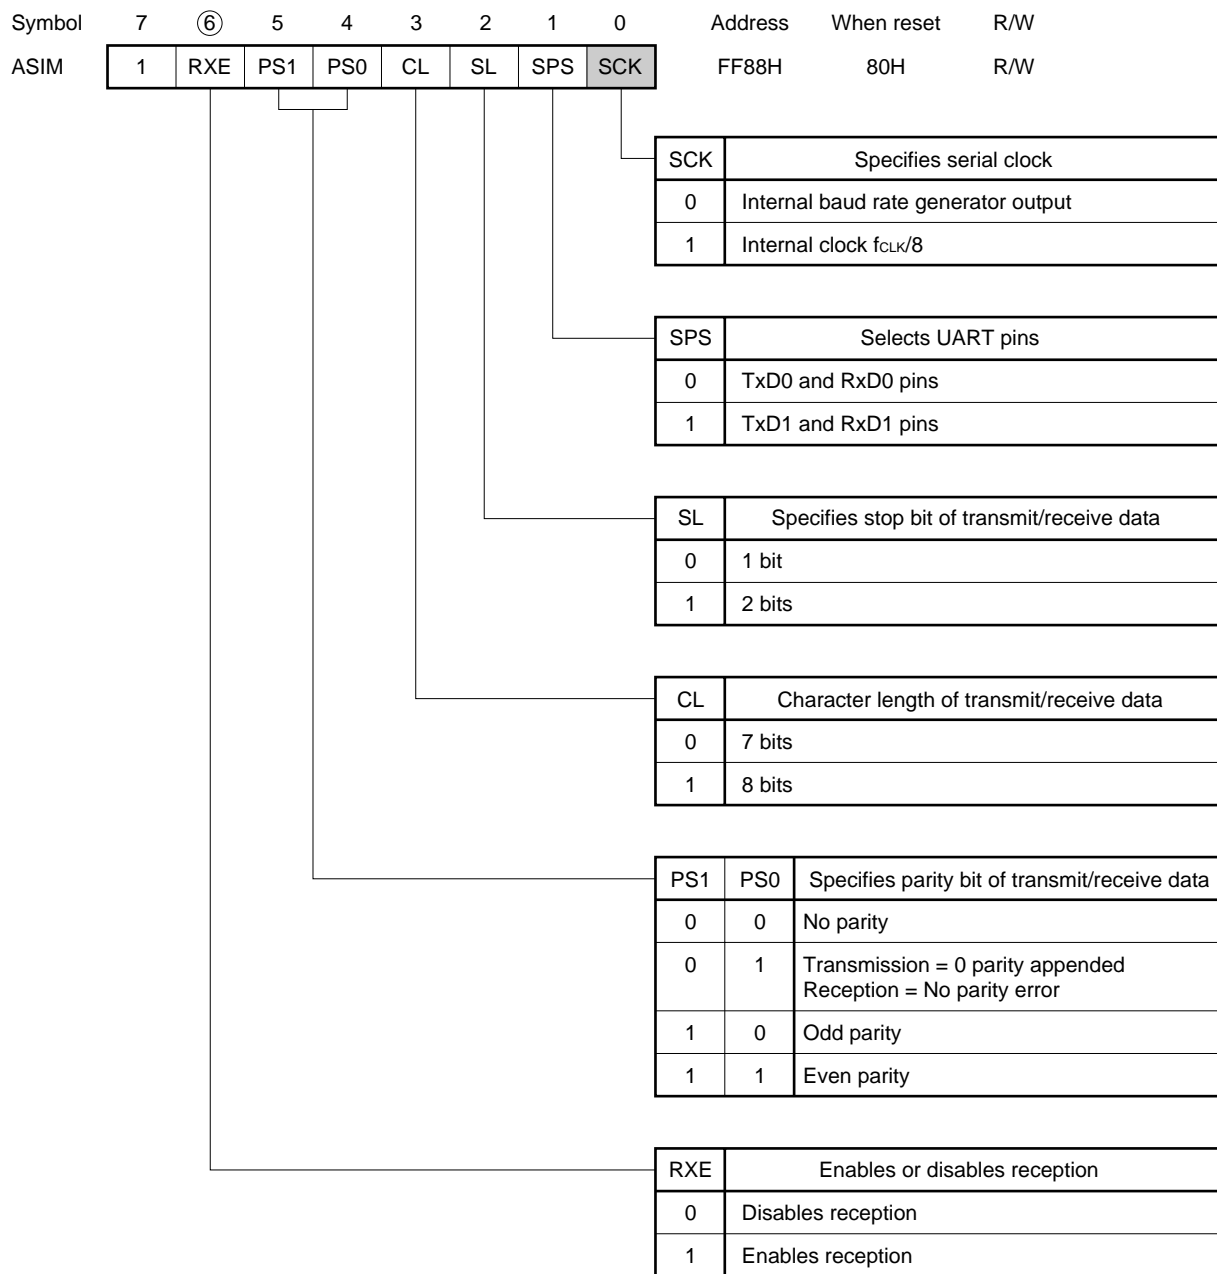 Symbol 7 ⑥ 5 4 3 2 1 0 Address When reset R/W
ASIM 1 RXE PS1 PS0 CL SL SPS SCK FF88H 80H R/W
SCK Specifies serial clock
0 Internal baud rate generator output
1 Internal clock fCLK/8
SPS Selects UART pins
0 TxD0 and RxD0 pins
1 TxD1 and RxD1 pins
SL Specifies stop bit of transmit/receive data
0 1 bit
1 2 bits
CL Character length of transmit/receive data
0 7 bits
1 8 bits
PS1 PS0 Specifies parity bit of transmit/receive data
0 0 No parity
0 1 Transmission = 0 parity appended
Reception = No parity error
1 0 Odd parity
1 1 Even parity
RXE Enables or disables reception
0 Disables reception
1 Enables reception